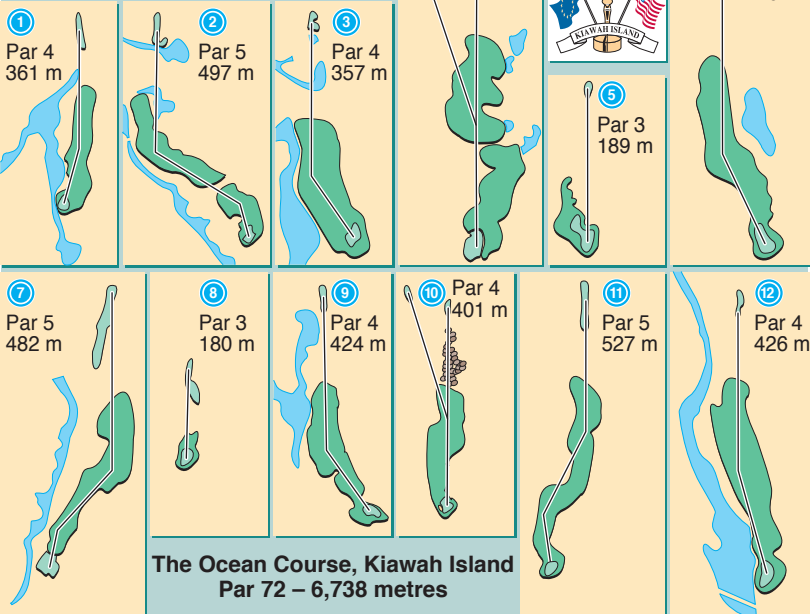 1
Par 4
361 m
2
Par 5
497 m
3
Par 4
357 m
KIAWAH ISLAND
5
Par 3
189 m
7
Par 5
482 m
8
Par 3
180 m
9
Par 4
424 m
10
Par 4
401 m
11
Par 5
527 m
12
Par 4
426 m
The Ocean Course, Kiawah Island
Par 72 – 6,738 metres